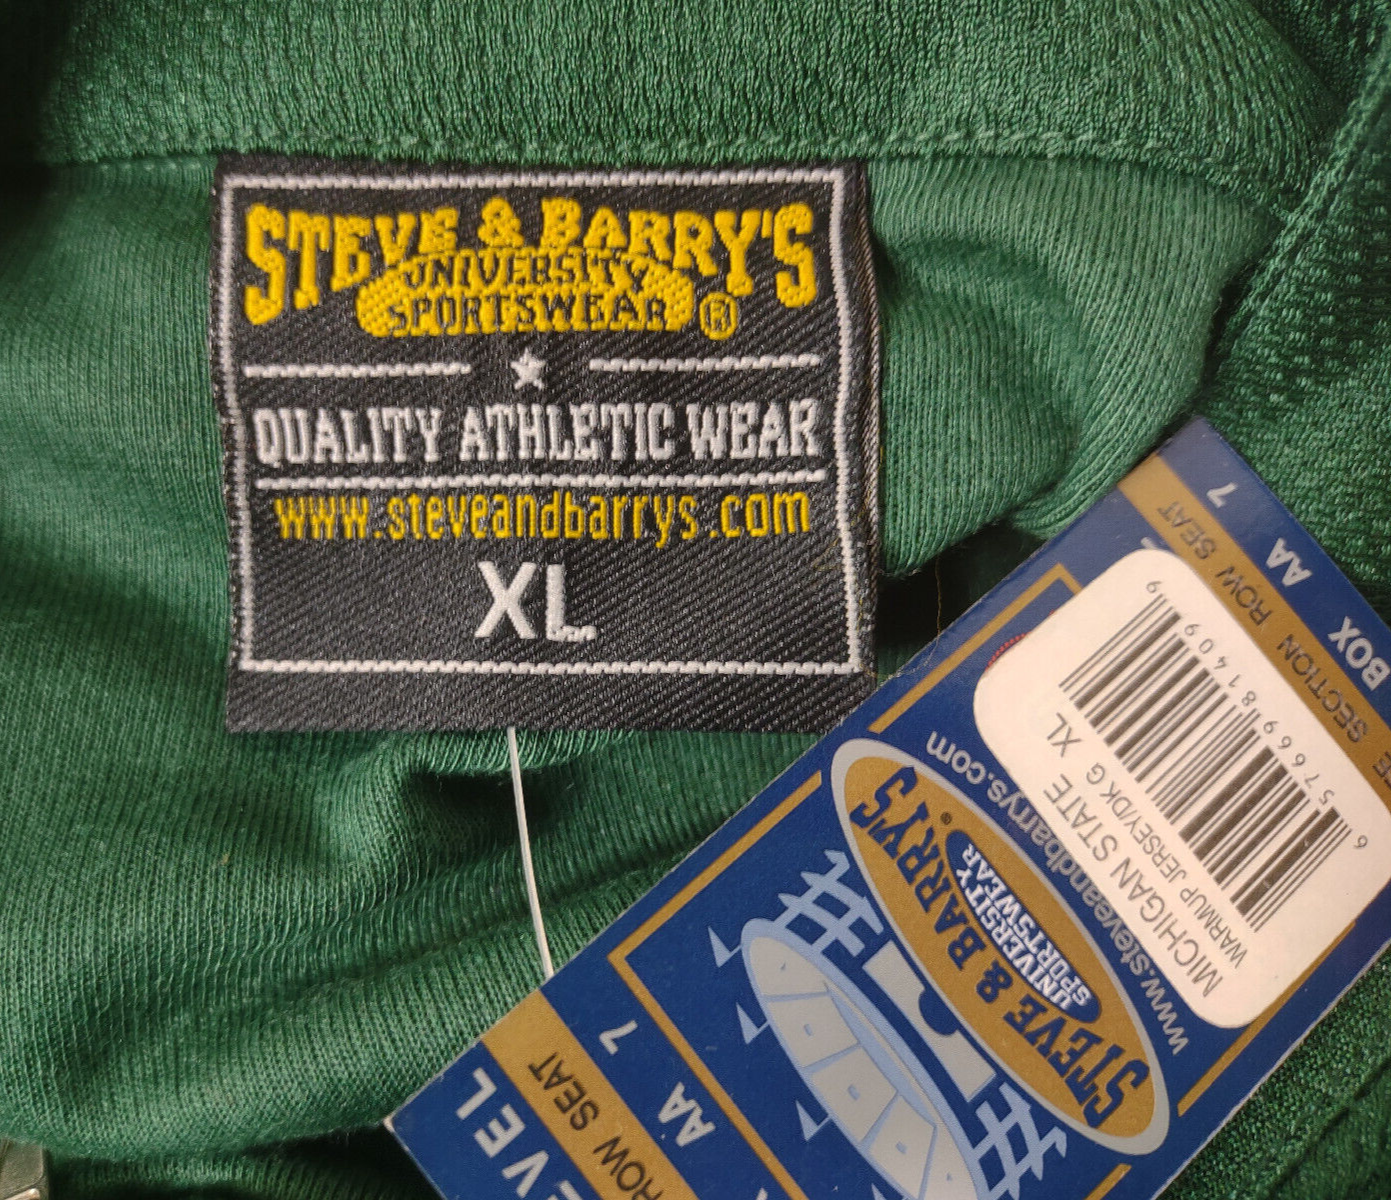 STEVE & BARRY'S
UNIVERSITY
SPORTSWEAR ®
QUALITY ATHLETIC WEAR
www.steveandbarrys.com
XL
BOX
AA
7
SECTION ROW SEAT
6 57669 81409 9
MICHIGAN STATE XL
WARMUP JERSEY/DK G
www.steveandbarrys.com
STEVE & BARRY'S®
UNIVERSITY
SPORTSWEAR
7
AA
ROW SEAT